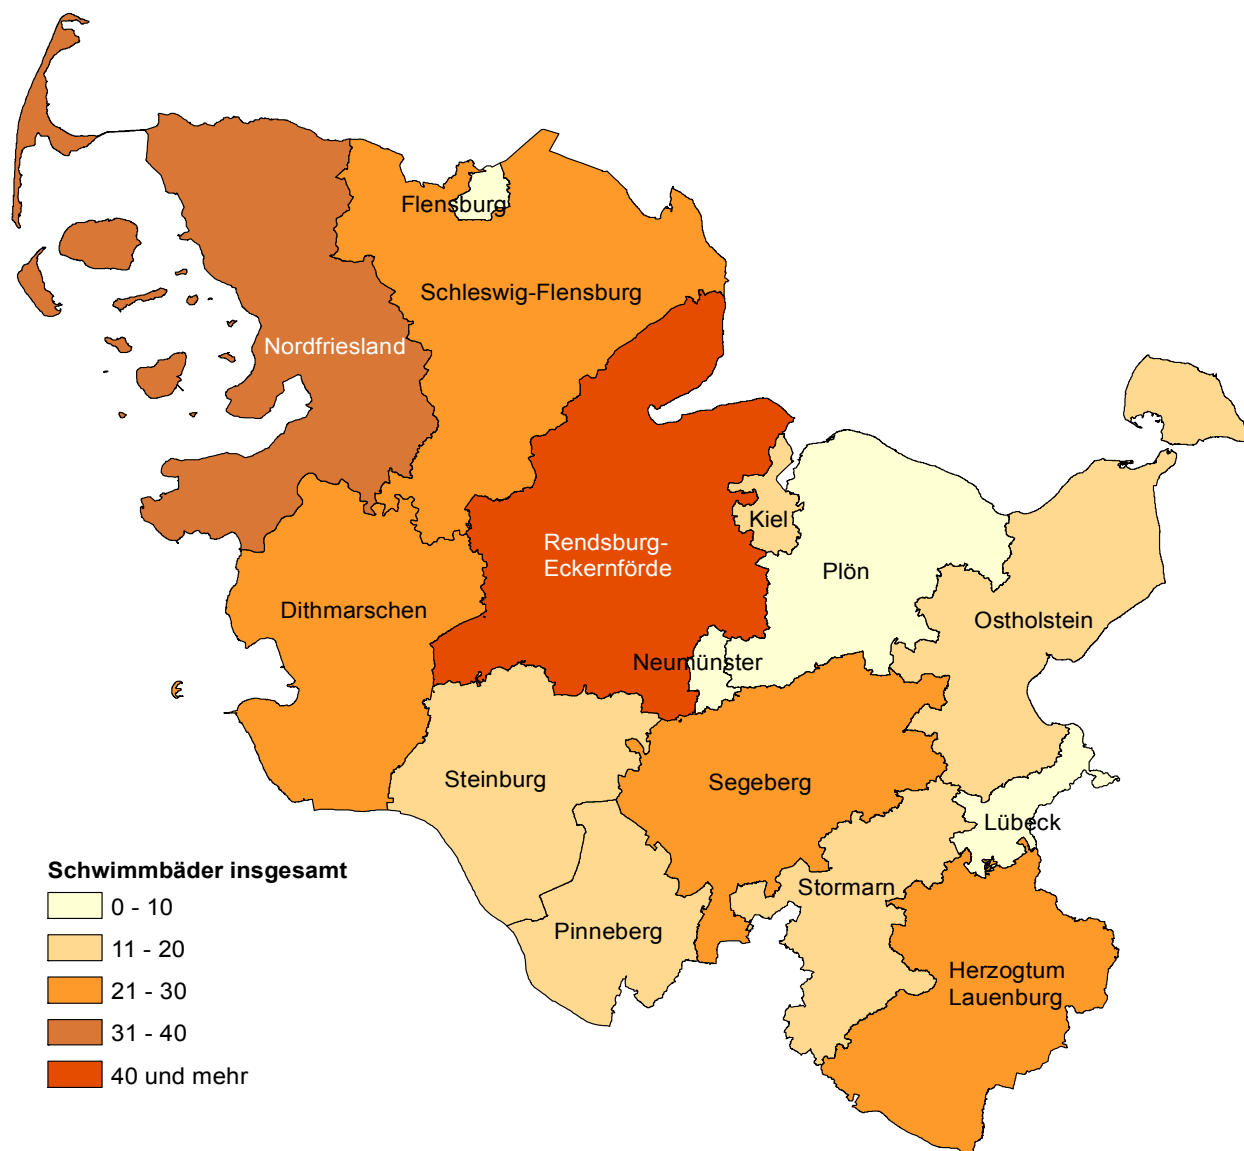 Flensburg
Schleswig-Flensburg
Nordfriesland
Kiel
Rendsburg-
Eckernförde
Plön
Dithmarschen
Ostholstein
Neumünster
Steinburg
Segeberg
Lübeck
Stormarn
Pinneberg
Herzogtum
Lauenburg
Schwimmbäder insgesamt
0 - 10
11 - 20
21 - 30
31 - 40
40 und mehr